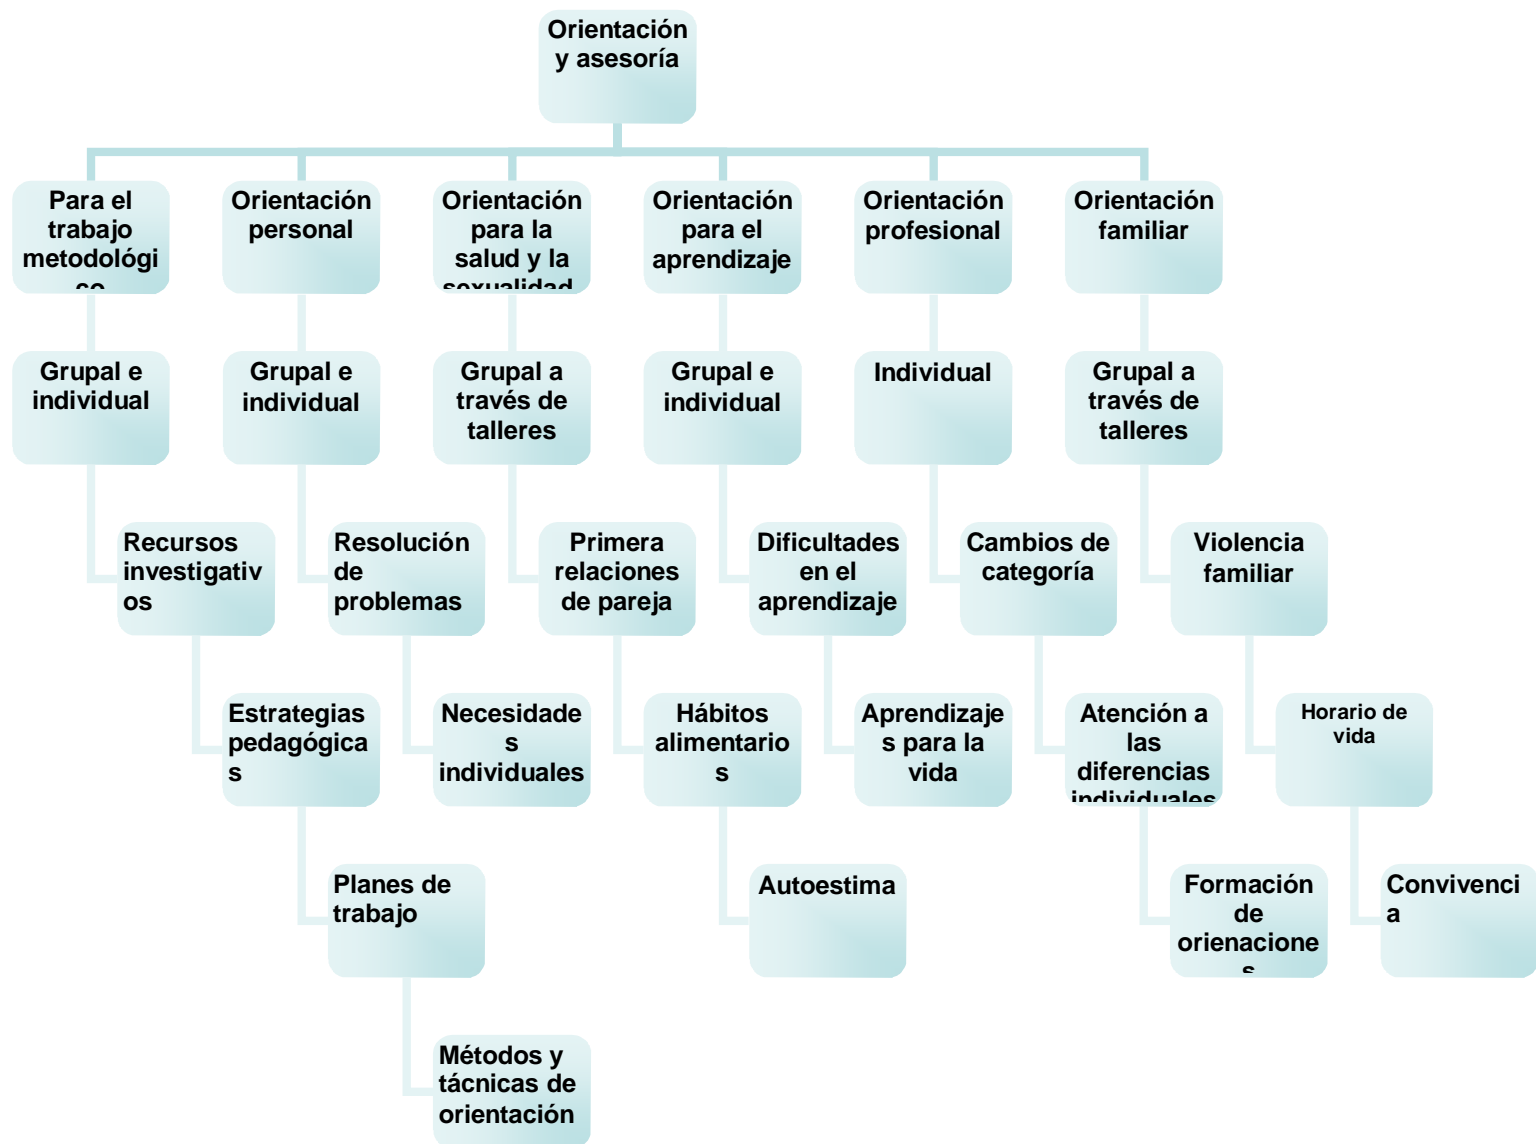 Orientación
y asesoría
Para el
trabajo
metodológi
co
Orientación
personal
Orientación
para la
salud y la
sexualidad
Orientación
para el
aprendizaje
Orientación
profesional
Orientación
familiar
Grupal e
individual
Grupal e
individual
Grupal a
través de
talleres
Grupal e
individual
Individual
Grupal a
través de
talleres
Recursos
investigativ
os
Resolución
de
problemas
Primera
relaciones
de pareja
Dificultades
en el
aprendizaje
Cambios de
categoría
Violencia
familiar
Estrategias
pedagógica
s
Necesidade
s
individuales
Hábitos
alimentario
s
Aprendizaje
s para la
vida
Atención a
las
diferencias
individuales
Horario de
vida
Planes de
trabajo
Autoestima
Formación
de
orienacione
s
Convivenci
a
Métodos y
tácnicas de
orientación